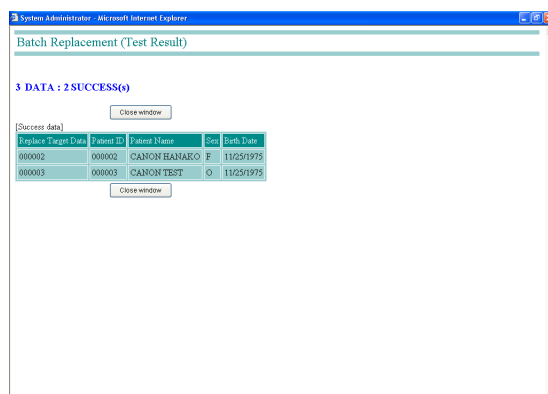 System Administrator - Microsoft Internet Explorer
Batch Replacement (Test Result)
3 DATA : 2 SUCCESS(s)
Close window
[Success data]
Replace Target Data Patient ID Patient Name Sex Birth Date
000002 000002 CANON HANAKO F 11/25/1975
000003 000003 CANON TEST O 11/25/1975
Close window